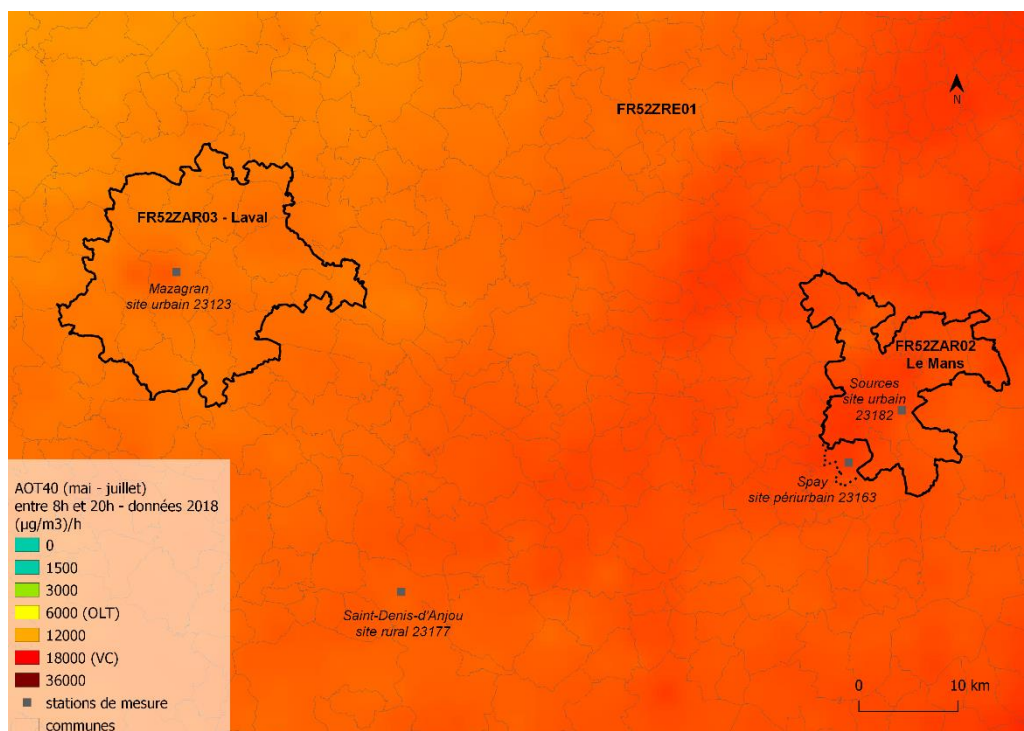 FR52ZRE01
N
FR52ZAR03 - Laval
Mazagran
site urbain 23123
FR52ZAR02
Le Mans
Sources
site urbain
23182
Spay
site périurbain 23163
Saint-Denis-d'Anjou
site rural 23177
AOT40 (mai - juillet)
entre 8h et 20h - données 2018
(µg/m3)/h
0
1500
3000
6000 (OLT)
12000
18000 (VC)
36000
stations de mesure
communes
0 10 km